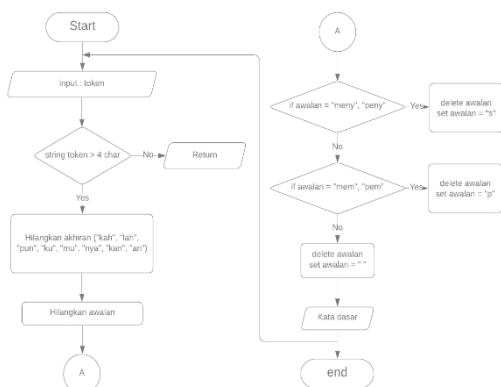 Start
input : token
string token > 4 char
No
Return
Yes
Hilangkan akhiran ("kah", "lah",
"pun", "ku", "mu". "nya", "kan", "an")
Hilangkan awalan
A
A
if awalan = "meny", "peny"
Yes
delete awalan
set awalan = "s"
No
if awalan = "mem", "pem"
Yes
delete awalan
set awalan = "p"
No
delete awalan
set awalan = " "
Kata dasar
end